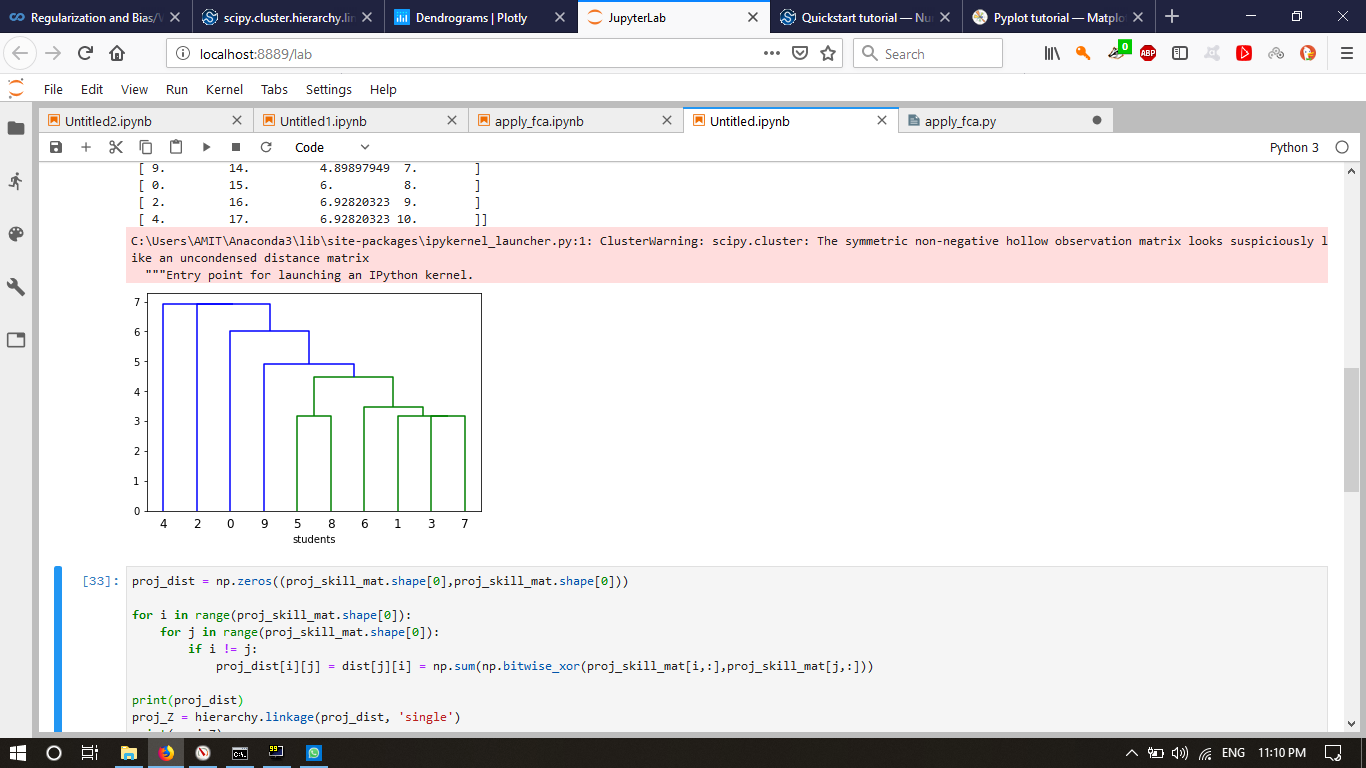 Regularization and Bias/V
scipy.cluster.hierarchy.lin
Dendrograms | Plotly
JupyterLab
Quickstart tutorial — Nu
Pyplot tutorial — Matplo
localhost:8889/lab
Search
0
ABP
File Edit View Run Kernel Tabs Settings Help
Untitled2.ipynb
Untitled1.ipynb
apply_fca.ipynb
Untitled.ipynb
apply_fca.py
Code
Python 3
[ 9. 14. 4.89897949 7. ]
[ 0. 15. 6. 8. ]
[ 2. 16. 6.92820323 9. ]
[ 4. 17. 6.92820323 10. ]]
C:\Users\AMIT\Anaconda3\lib\site-packages\ipykernel_launcher.py:1: ClusterWarning: scipy.cluster: The symmetric non-negative hollow observation matrix looks suspiciously l
ike an uncondensed distance matrix
"""Entry point for launching an IPython kernel.
7
6
5
4
3
2
1
0
4 2 0 9 5 8 6 1 3 7
students
[33]: proj_dist = np.zeros((proj_skill_mat.shape[0],proj_skill_mat.shape[0]))
for i in range(proj_skill_mat.shape[0]):
for j in range(proj_skill_mat.shape[0]):
if i != j:
proj_dist[i][j] = dist[j][i] = np.sum(np.bitwise_xor(proj_skill_mat[i,:],proj_skill_mat[j,:]))
print(proj_dist)
proj_Z = hierarchy.linkage(proj_dist, 'single')
ENG 11:10 PM